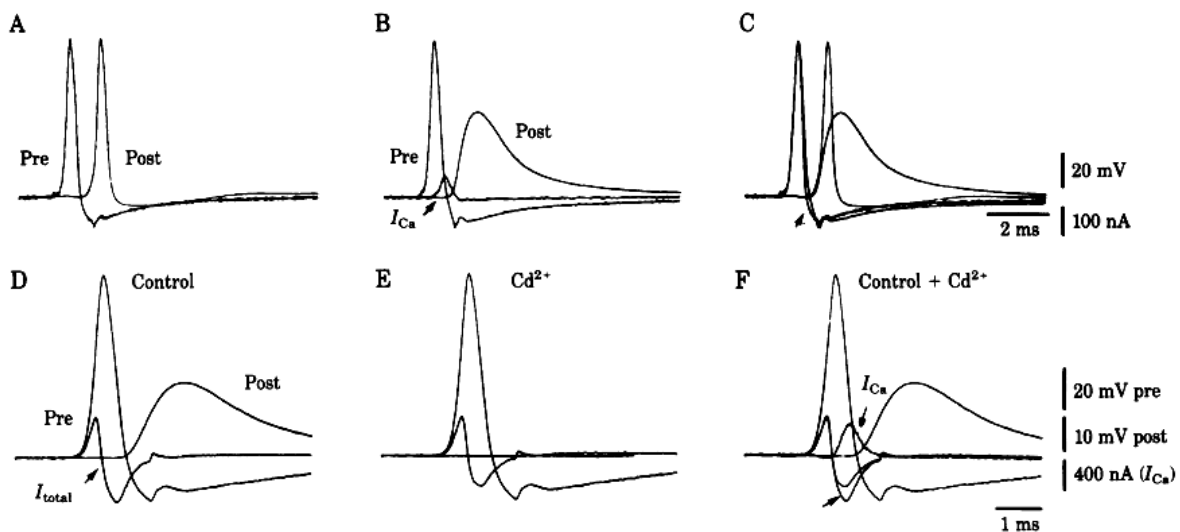 A
B
C
Pre
Post
Pre
Post
I_Ca
20 mV
2 ms
100 nA
D
Control
E
Cd²⁺
F
Control + Cd²⁺
Pre
Post
I_total
I_Ca
20 mV pre
10 mV post
400 nA (I_Ca)
1 ms